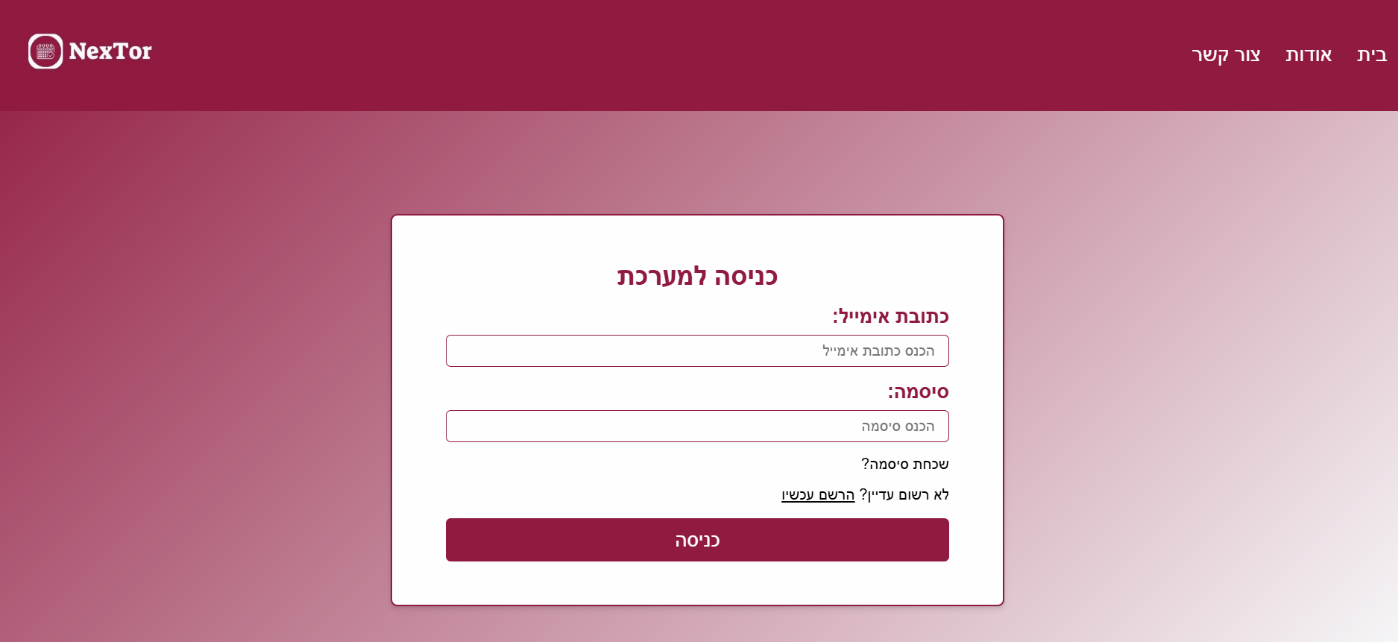 בית אודות צור קשר
NexTor
כניסה למערכת
כתובת אימייל:
הכנס כתובת אימייל
סיסמה:
הכנס סיסמה
שכחת סיסמה?
לא רשום עדיין? הרשם עכשיו
כניסה